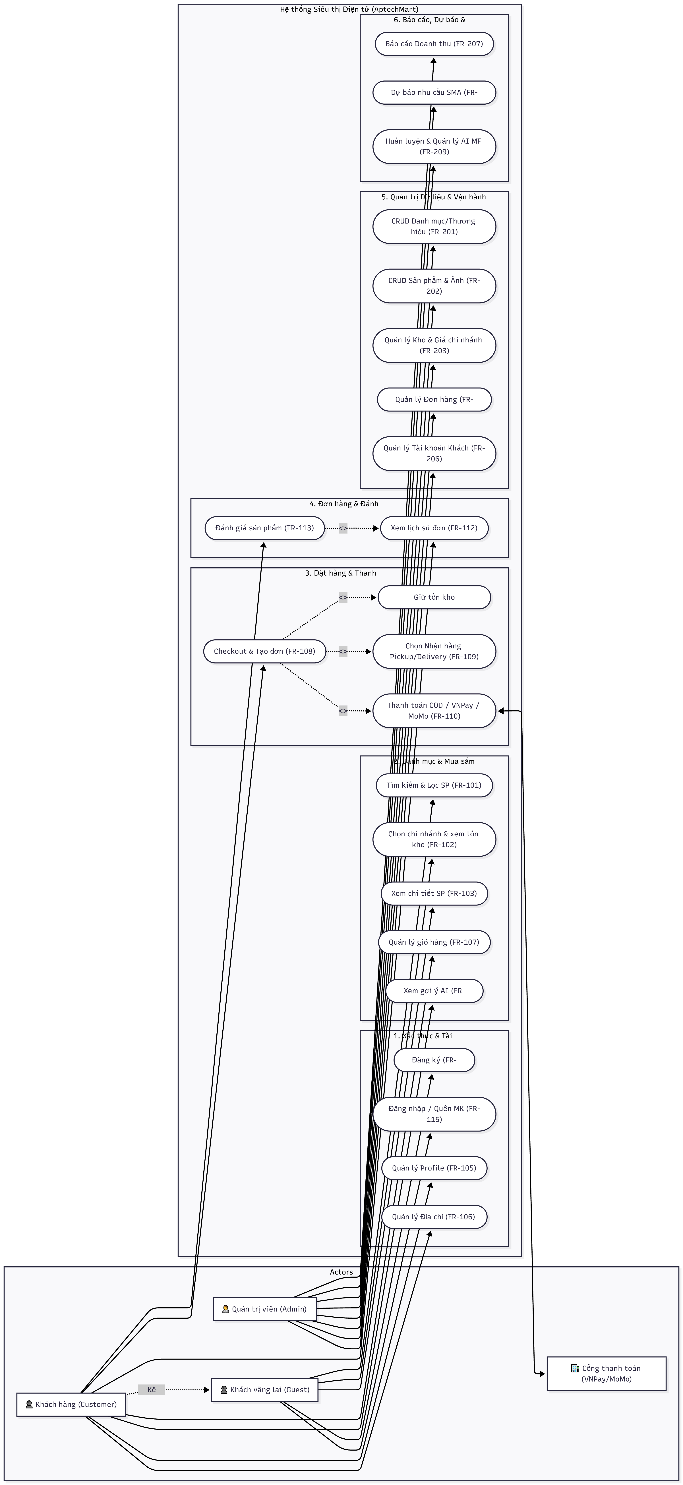 Hệ thống Siêu thị Điện tử (AptechMart)
6. Báo cáo, Dự báo &
Báo cáo Doanh thu (FR-207)
Dự báo nhu cầu SMA (FR-
Huấn luyện & Quản lý AI MF
(FR-209)
5. Quản trị Dữ liệu & Vận hành
CRUD Danh mục/Thương
hiệu (FR-201)
CRUD Sản phẩm & Ảnh (FR-
202)
Quản lý Kho & Giá chi nhánh
(FR-203)
Quản lý Đơn hàng (FR-
Quản lý Tài khoản Khách (FR-
206)
4. Đơn hàng & Đánh
Đánh giá sản phẩm (FR-113)
<>
Xem lịch sử đơn (FR-112)
3. Đặt hàng & Thanh
<>
Giữ tồn kho
Checkout & Tạo đơn (FR-108)
<>
Chọn Nhận hàng
Pickup/Delivery (FR-109)
<>
Thanh toán COD / VNPay /
MoMo (FR-110)
2. Danh mục & Mua sắm
Tìm kiếm & Lọc SP (FR-101)
Chọn chi nhánh & xem tồn
kho (FR-102)
Xem chi tiết SP (FR-103)
Quản lý giỏ hàng (FR-107)
Xem gợi ý AI (FR
1. Xác thực & Tài
Đăng ký (FR-
Đăng nhập / Quên MK (FR-
115)
Quản lý Profile (FR-105)
Quản lý Địa chỉ (FR-106)
Actors
Quản trị viên (Admin)
Cổng thanh toán
(VNPay/MoMo)
Khách vãng lai (Guest)
Kế
Khách hàng (Customer)